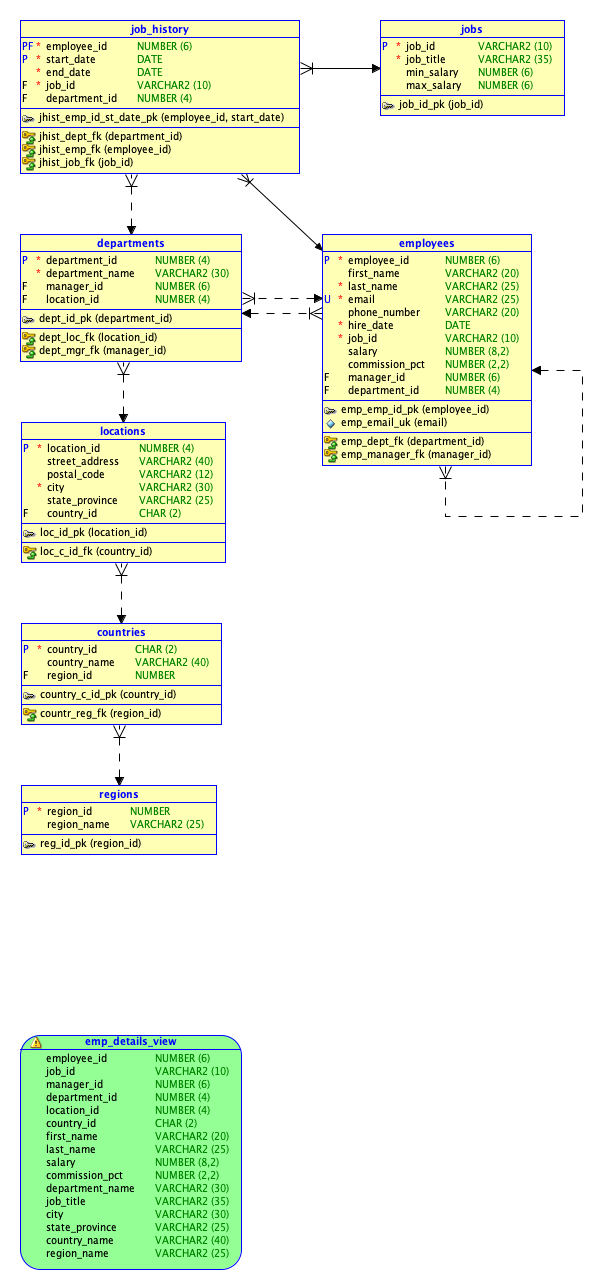 job_history
PF * employee_id NUMBER (6)
P * start_date DATE
* end_date DATE
F * job_id VARCHAR2 (10)
F department_id NUMBER (4)
jhist_emp_id_st_date_pk (employee_id, start_date)
jhist_dept_fk (department_id)
jhist_emp_fk (employee_id)
jhist_job_fk (job_id)
jobs
P * job_id VARCHAR2 (10)
* job_title VARCHAR2 (35)
min_salary NUMBER (6)
max_salary NUMBER (6)
job_id_pk (job_id)
departments
P * department_id NUMBER (4)
* department_name VARCHAR2 (30)
F manager_id NUMBER (6)
F location_id NUMBER (4)
dept_id_pk (department_id)
dept_loc_fk (location_id)
dept_mgr_fk (manager_id)
employees
P * employee_id NUMBER (6)
first_name VARCHAR2 (20)
* last_name VARCHAR2 (25)
U * email VARCHAR2 (25)
phone_number VARCHAR2 (20)
* hire_date DATE
* job_id VARCHAR2 (10)
salary NUMBER (8,2)
commission_pct NUMBER (2,2)
F manager_id NUMBER (6)
F department_id NUMBER (4)
emp_emp_id_pk (employee_id)
emp_email_uk (email)
emp_dept_fk (department_id)
emp_manager_fk (manager_id)
locations
P * location_id NUMBER (4)
street_address VARCHAR2 (40)
postal_code VARCHAR2 (12)
* city VARCHAR2 (30)
state_province VARCHAR2 (25)
F country_id CHAR (2)
loc_id_pk (location_id)
loc_c_id_fk (country_id)
countries
P * country_id CHAR (2)
country_name VARCHAR2 (40)
F region_id NUMBER
country_c_id_pk (country_id)
countr_reg_fk (region_id)
regions
P * region_id NUMBER
region_name VARCHAR2 (25)
reg_id_pk (region_id)
emp_details_view
employee_id NUMBER (6)
job_id VARCHAR2 (10)
manager_id NUMBER (6)
department_id NUMBER (4)
location_id NUMBER (4)
country_id CHAR (2)
first_name VARCHAR2 (20)
last_name VARCHAR2 (25)
salary NUMBER (8,2)
commission_pct NUMBER (2,2)
department_name VARCHAR2 (30)
job_title VARCHAR2 (35)
city VARCHAR2 (30)
state_province VARCHAR2 (25)
country_name VARCHAR2 (40)
region_name VARCHAR2 (25)